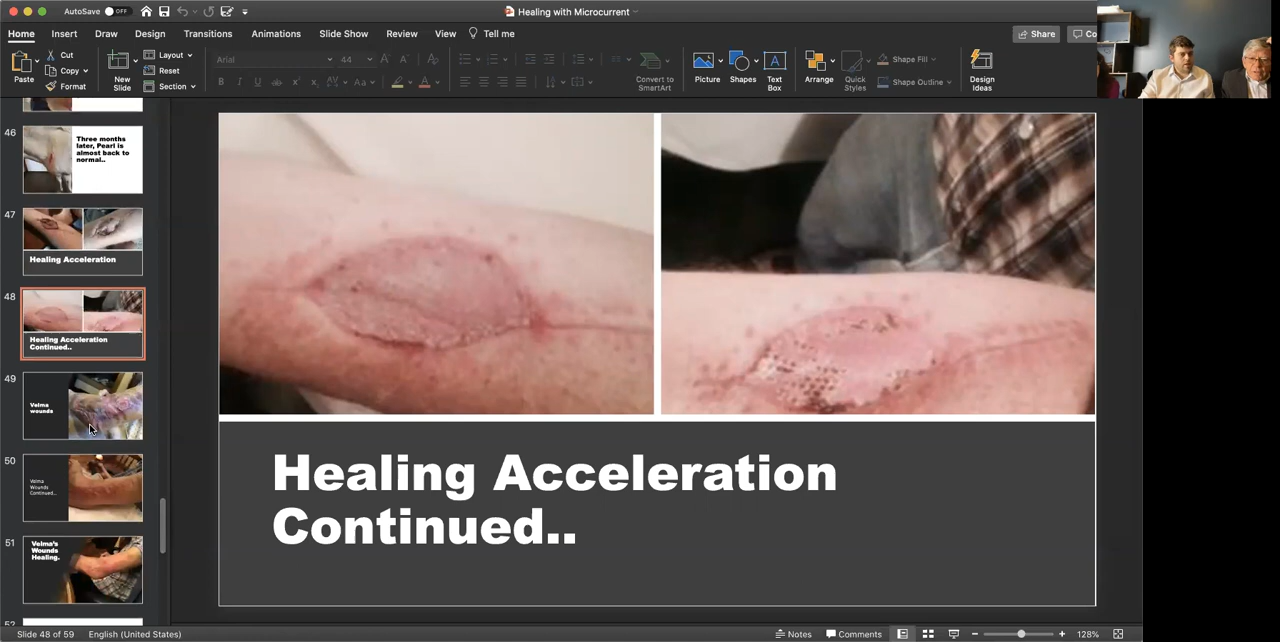 AutoSave OFF
Healing with Microcurrent
Home Insert Draw Design Transitions Animations Slide Show Review View Tell me
Share
Co
Paste
Cut
Copy
Format
New
Slide
Layout
Reset
Section
Arial
44
Convert to
SmartArt
Picture
Shapes
Text
Box
Arrange
Quick
Styles
Shape Fill
Shape Outline
Design
Ideas
46
Three months
later, Pearl is
almost back to
normal..
47
Healing Acceleration
48
Healing Acceleration
Continued..
49
Velma
wounds
50
Velma
Wounds
Continued...
51
Velma's
Wounds
Healing.
52
Healing Acceleration
Continued..
Slide 48 of 59
English (United States)
Notes
Comments
128%